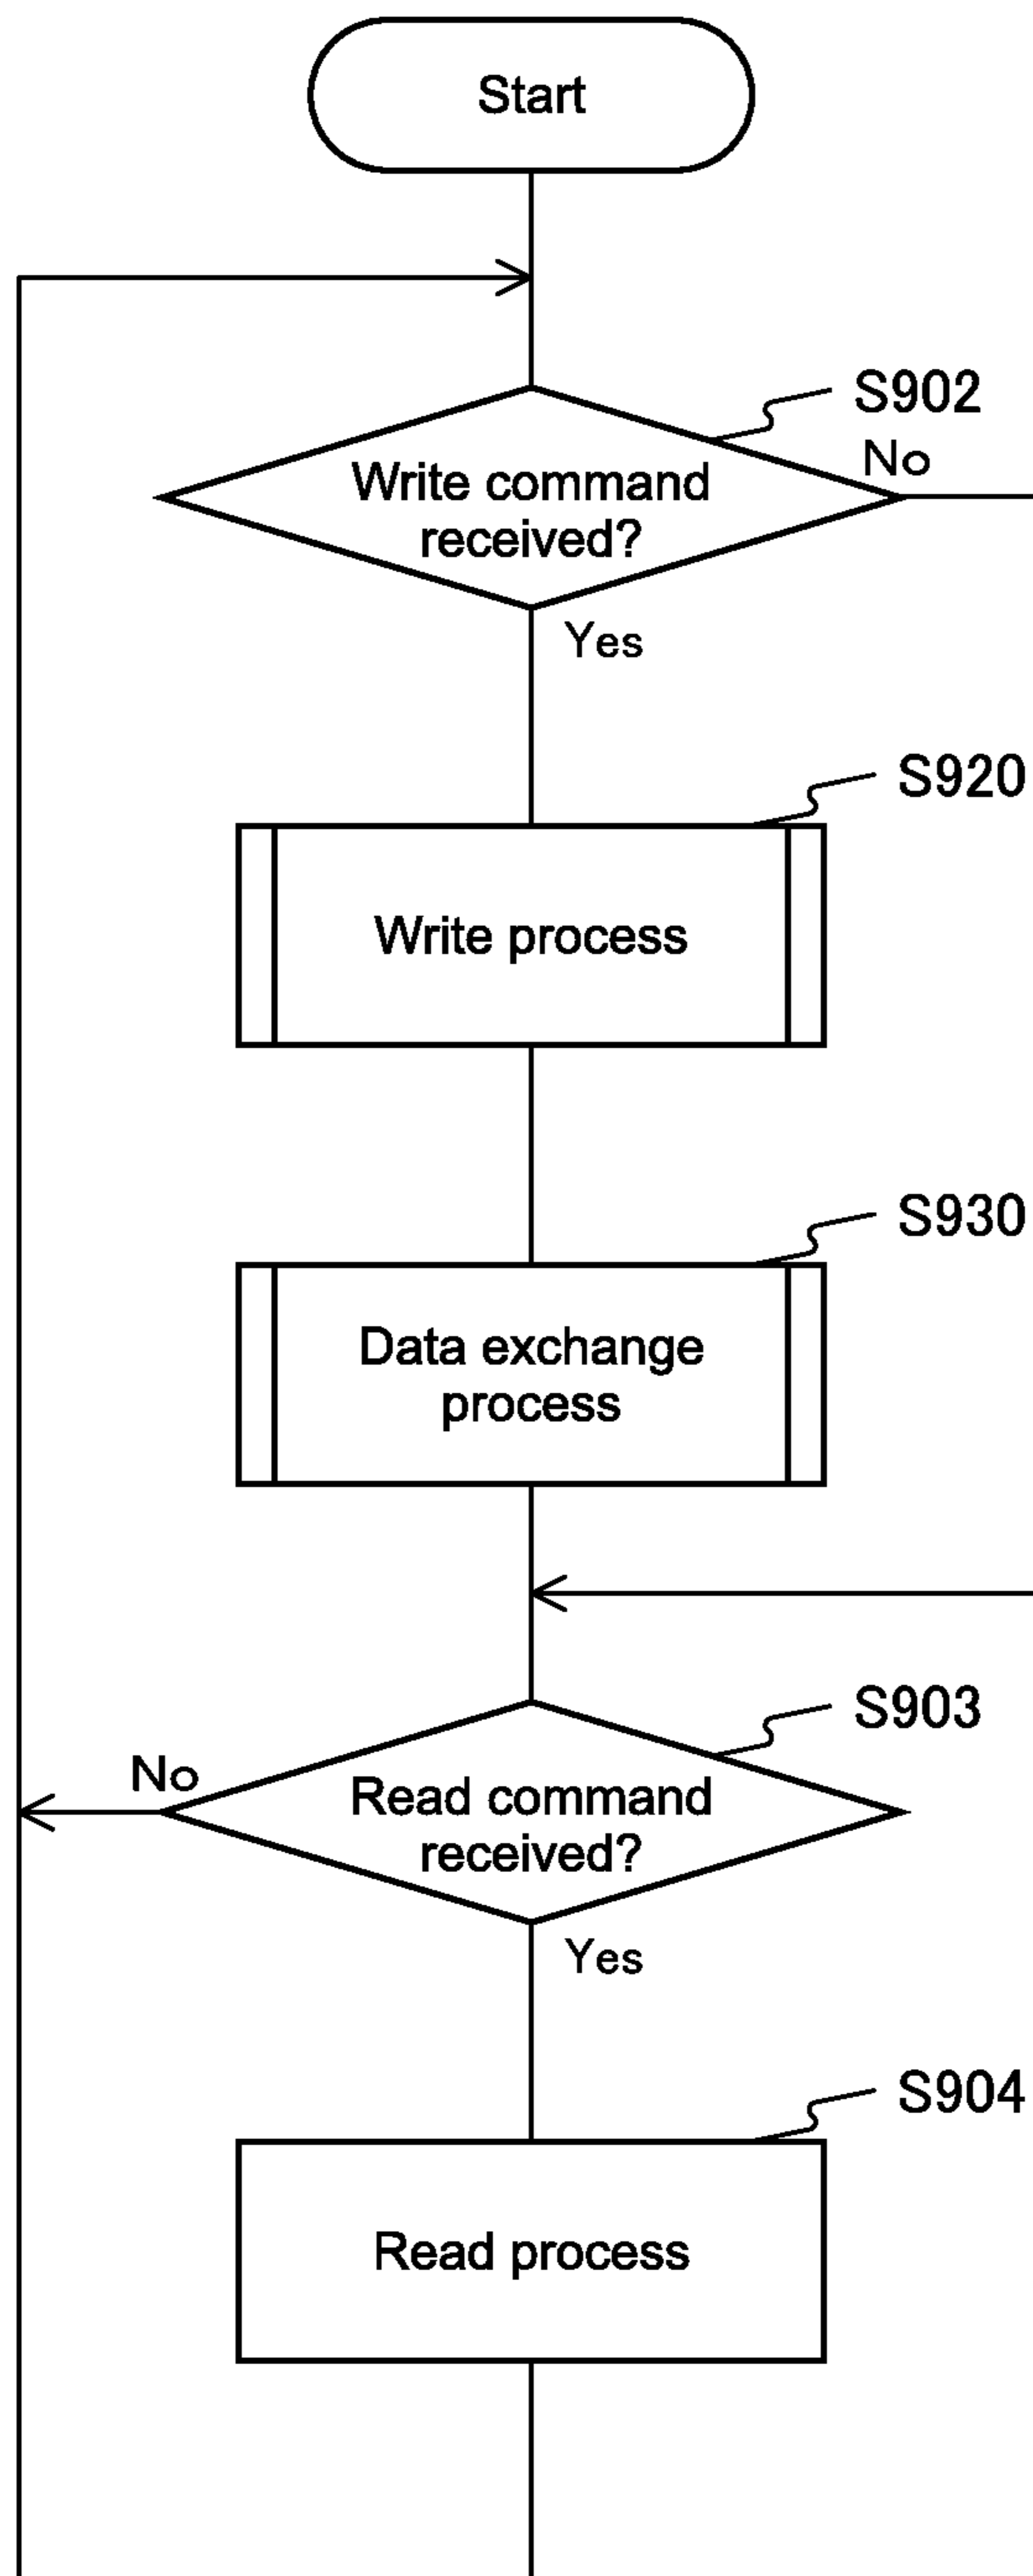 Start
S902
No
Write command
received?
Yes
S920
Write process
S930
Data exchange
process
S903
No
Read command
received?
Yes
S904
Read process